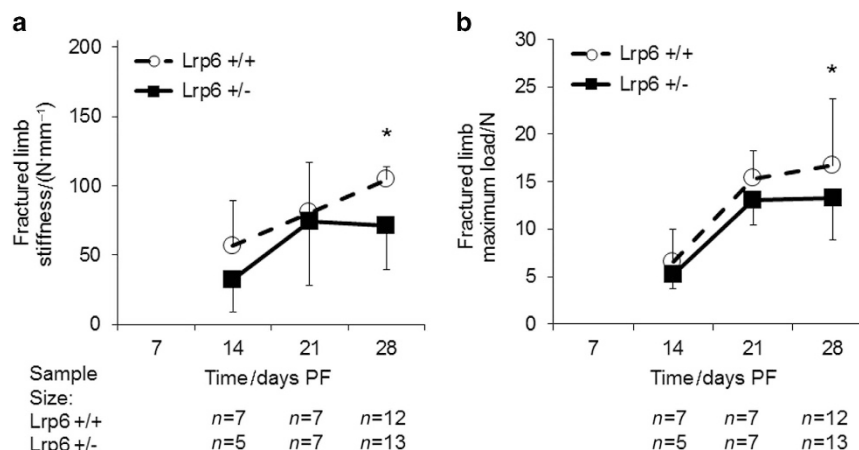 a
200
150
100
50
0
Fractured limb
stiffness/(N·mm⁻¹)
Lrp6 +/+
Lrp6 +/-
*
7 14 21 28
Time/days PF
Sample
Size:
Lrp6 +/+ n=7 n=7 n=12
Lrp6 +/- n=5 n=7 n=13
b
30
25
20
15
10
5
0
Fractured limb
maximum load/N
Lrp6 +/+
Lrp6 +/-
*
7 14 21 28
Time/days PF
n=7 n=7 n=12
n=5 n=7 n=13